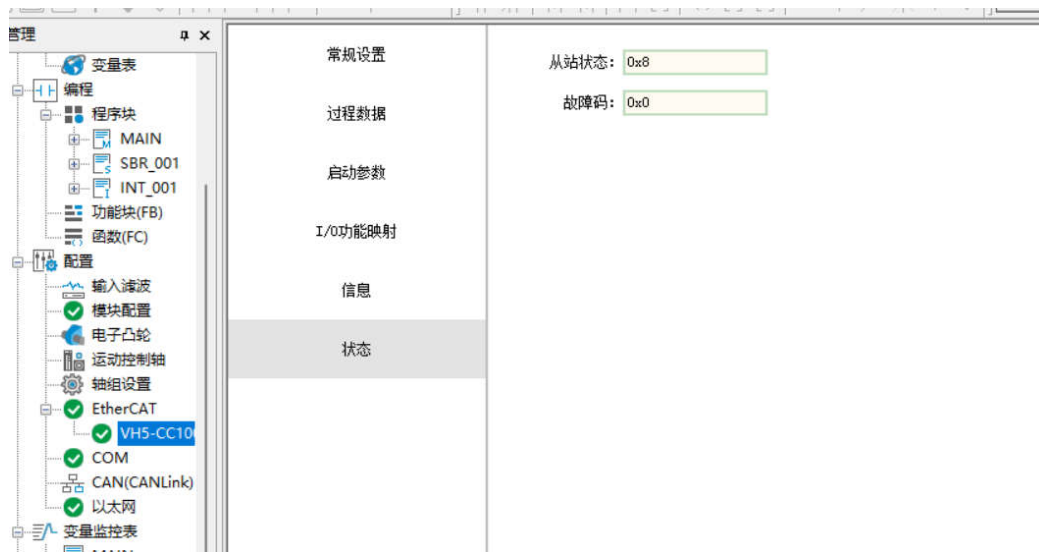 管理
变量表
编程
程序块
MAIN
SBR_001
INT_001
功能块(FB)
函数(FC)
配置
输入滤波
模块配置
电子凸轮
运动控制轴
轴组设置
EtherCAT
VH5-CC10
COM
CAN(CANLink)
以太网
变量监控表
常规设置
过程数据
启动参数
I/O功能映射
信息
状态
从站状态: 0x8
故障码: 0x0